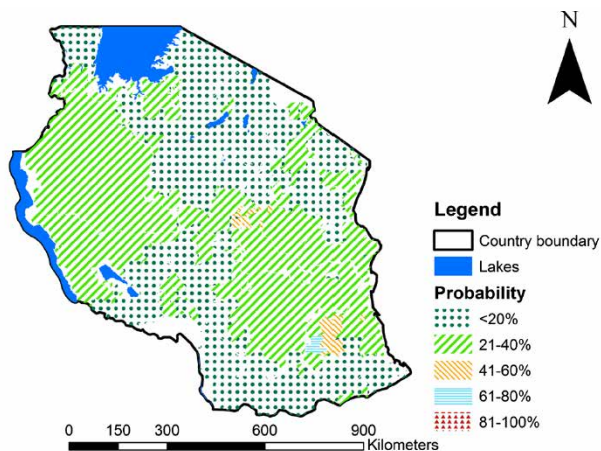 N
Legend
Country boundary
Lakes
Probability
<20%
21-40%
41-60%
61-80%
81-100%
0 150 300 600 900
Kilometers